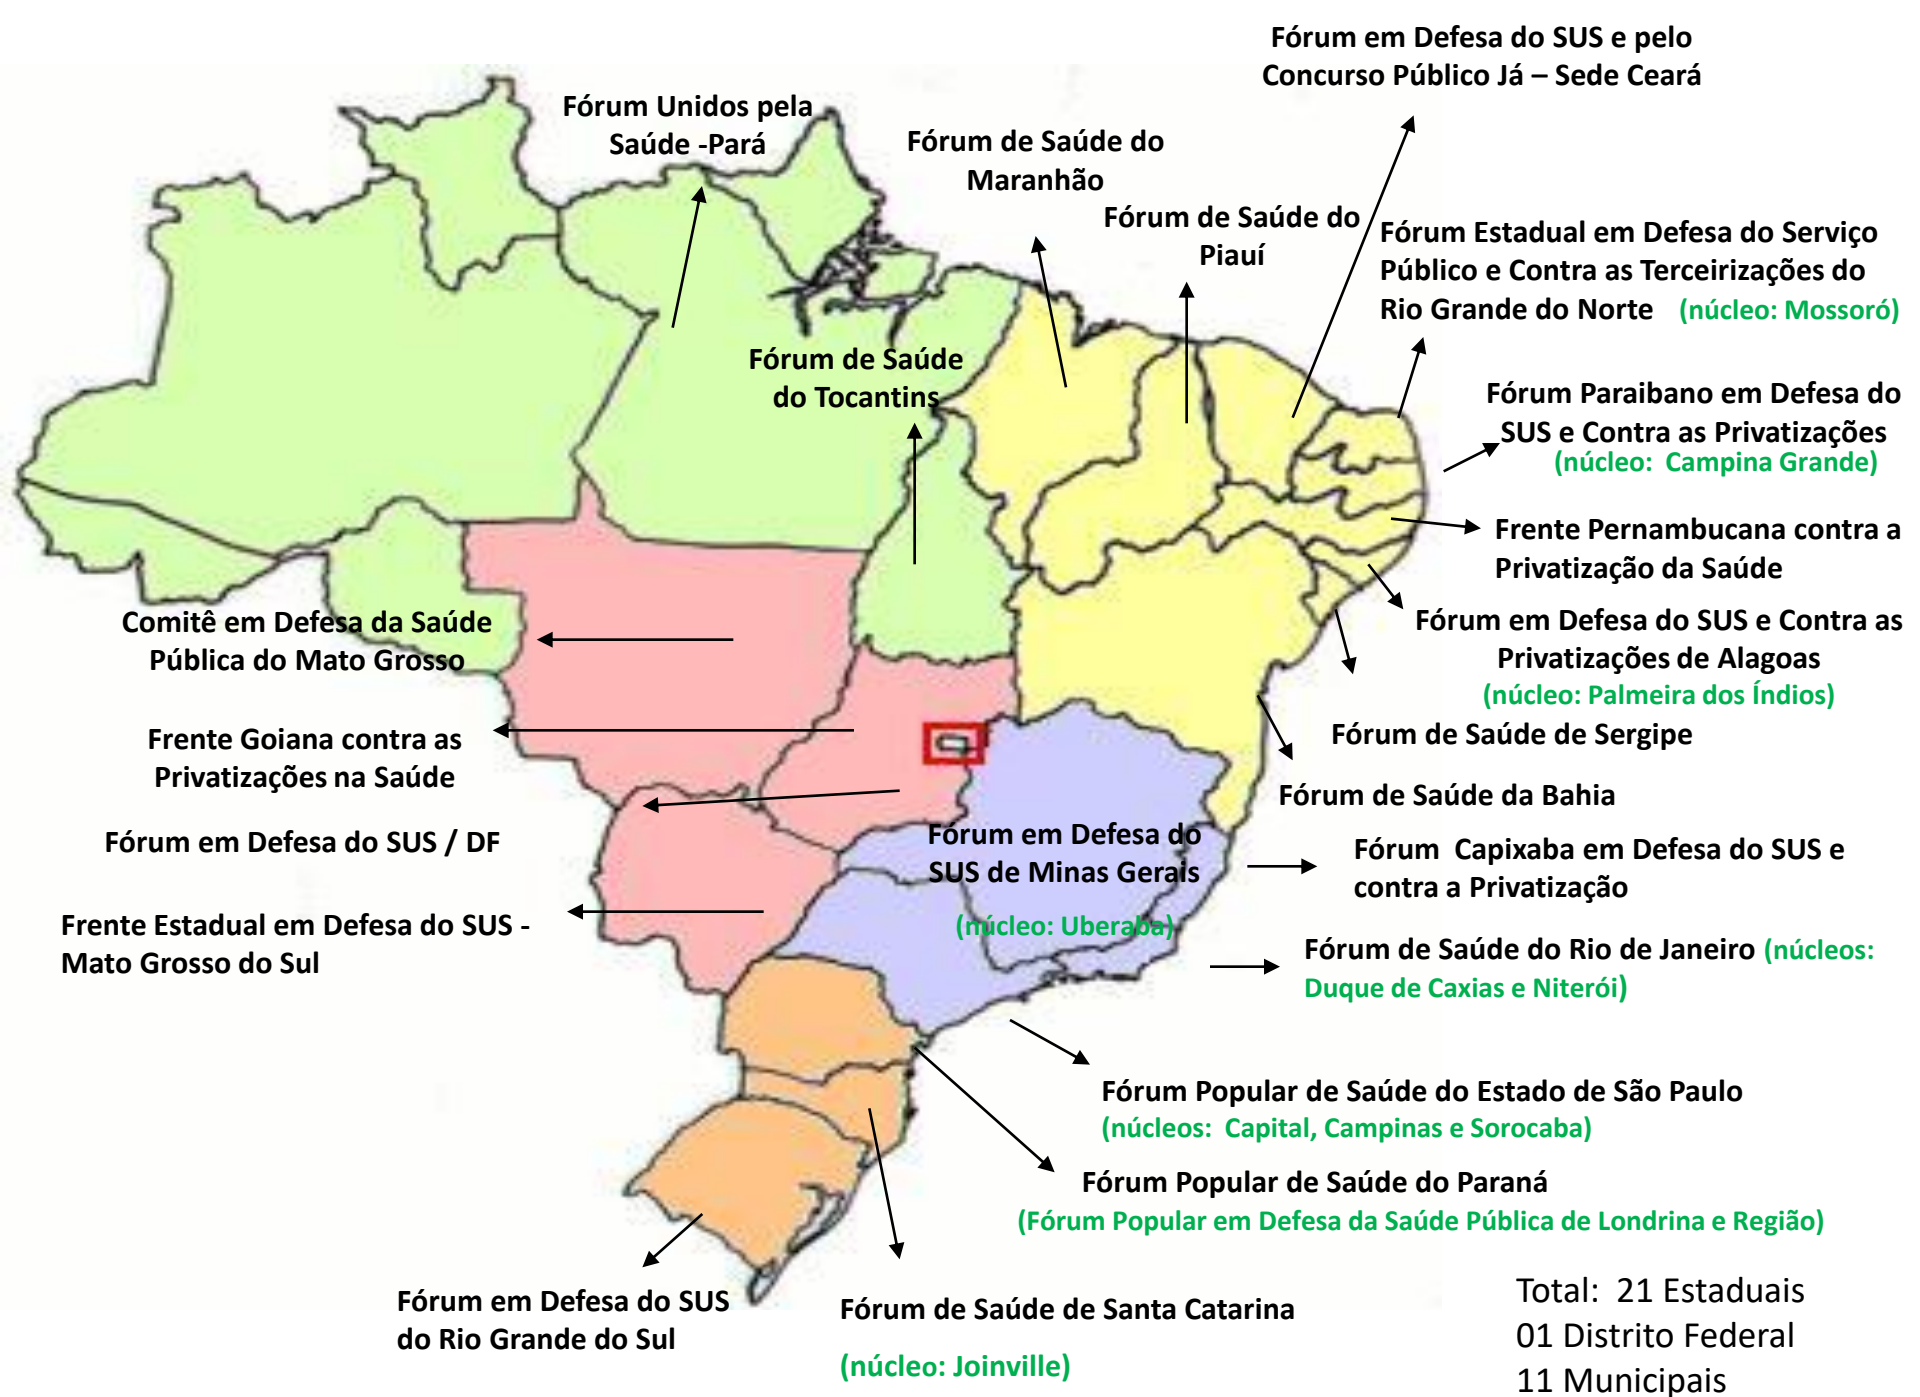 Fórum em Defesa do SUS e pelo
Concurso Público Já – Sede Ceará
Fórum Unidos pela
Saúde -Pará
Fórum de Saúde do
Maranhão
Fórum de Saúde do
Piauí
Fórum Estadual em Defesa do Serviço
Público e Contra as Terceirizações do
Rio Grande do Norte (núcleo: Mossoró)
Fórum de Saúde
do Tocantins
Fórum Paraibano em Defesa do
SUS e Contra as Privatizações
(núcleo: Campina Grande)
Frente Pernambucana contra a
Privatização da Saúde
Comitê em Defesa da Saúde
Pública do Mato Grosso
Fórum em Defesa do SUS e Contra as
Privatizações de Alagoas
(núcleo: Palmeira dos Índios)
Frente Goiana contra as
Privatizações na Saúde
Fórum de Saúde de Sergipe
Fórum de Saúde da Bahia
Fórum em Defesa do SUS / DF
Fórum em Defesa do
SUS de Minas Gerais
(núcleo: Uberaba)
Fórum Capixaba em Defesa do SUS e
contra a Privatização
Frente Estadual em Defesa do SUS -
Mato Grosso do Sul
Fórum de Saúde do Rio de Janeiro (núcleos:
Duque de Caxias e Niterói)
Fórum Popular de Saúde do Estado de São Paulo
(núcleos: Capital, Campinas e Sorocaba)
Fórum Popular de Saúde do Paraná
(Fórum Popular em Defesa da Saúde Pública de Londrina e Região)
Fórum em Defesa do SUS
do Rio Grande do Sul
Fórum de Saúde de Santa Catarina
(núcleo: Joinville)
Total: 21 Estaduais
01 Distrito Federal
11 Municipais